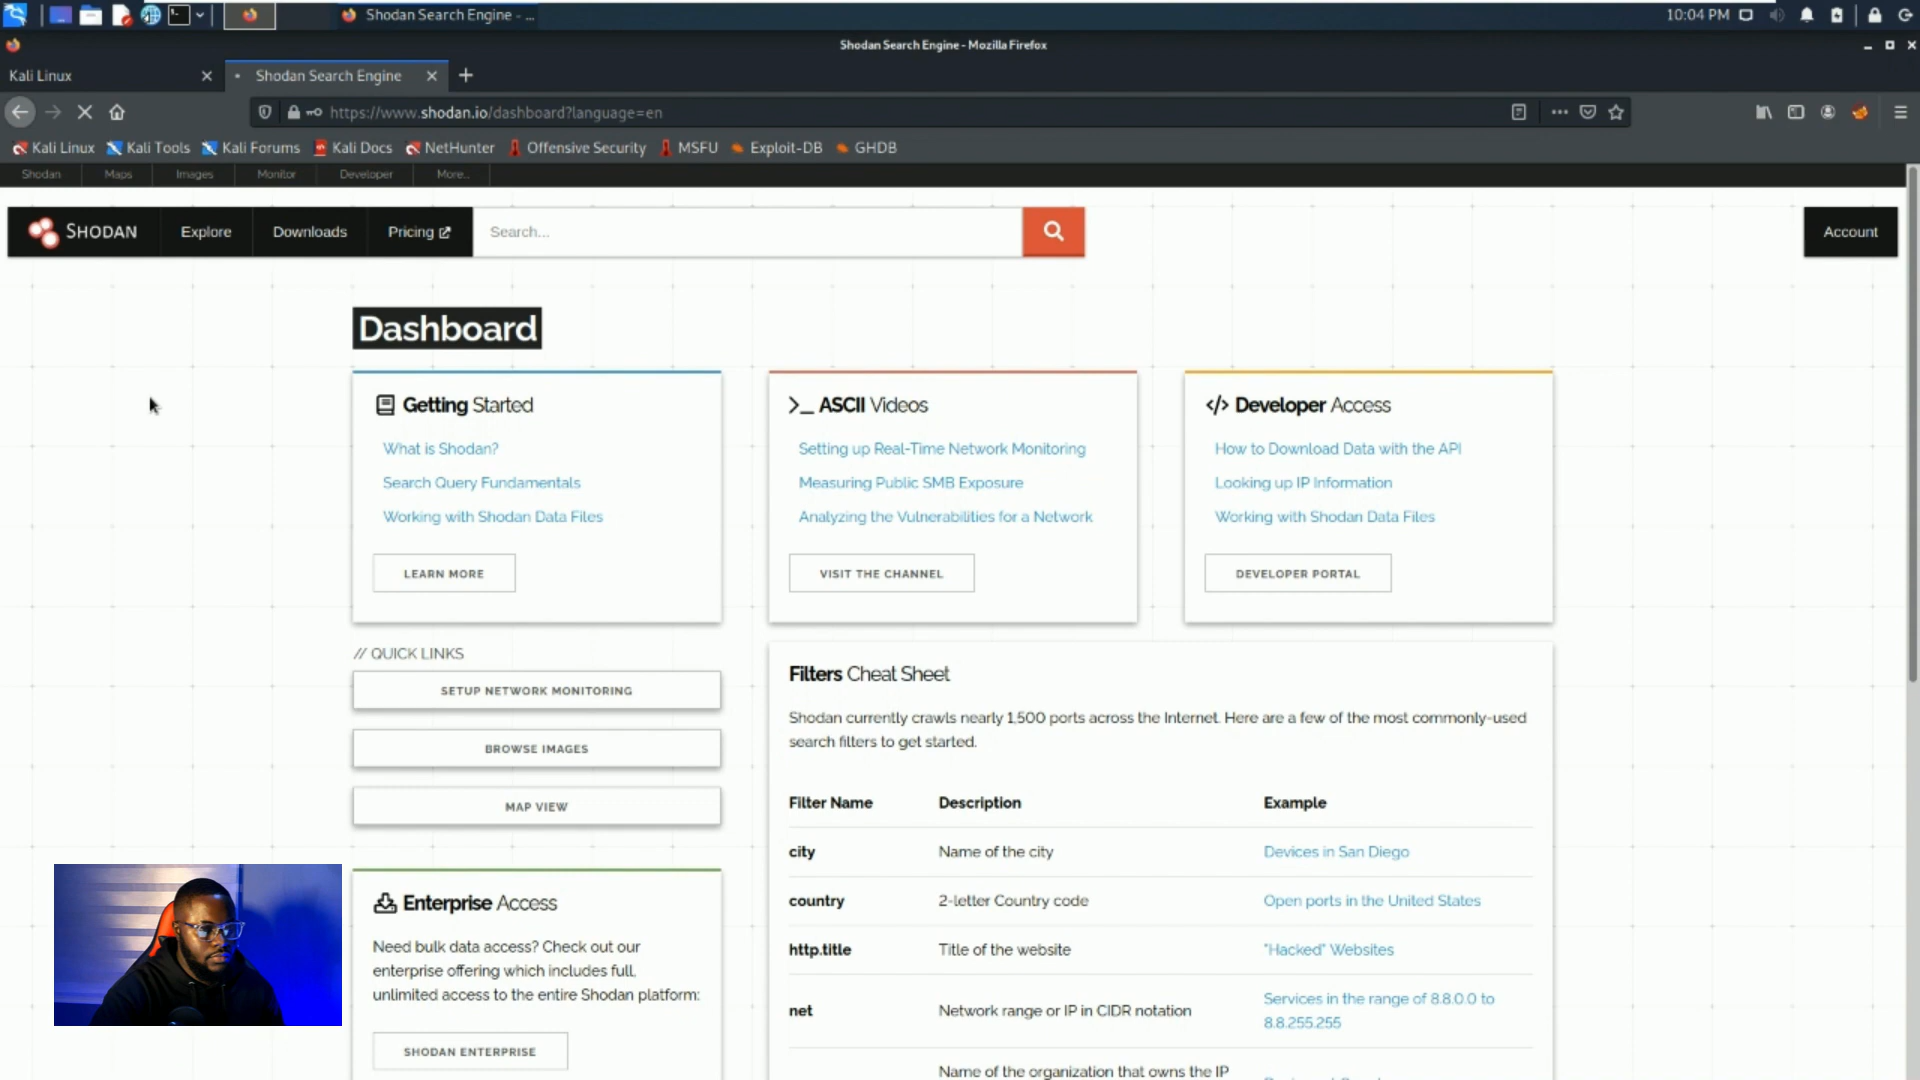 Shodan Search Engine - ...
10:04 PM
Shodan Search Engine - Mozilla Firefox
Kali Linux
Shodan Search Engine
https://www.shodan.io/dashboard?language=en
Kali Linux
Kali Tools
Kali Forums
Kali Docs
NetHunter
Offensive Security
MSFU
Exploit-DB
GHDB
Shodan
Maps
Images
Monitor
Developer
More...
SHODAN
Explore
Downloads
Pricing
Search...
Account
Dashboard
Getting Started
What is Shodan?
Search Query Fundamentals
Working with Shodan Data Files
LEARN MORE
>_ ASCII Videos
Setting up Real-Time Network Monitoring
Measuring Public SMB Exposure
Analyzing the Vulnerabilities for a Network
VISIT THE CHANNEL
</> Developer Access
How to Download Data with the API
Looking up IP Information
Working with Shodan Data Files
DEVELOPER PORTAL
// QUICK LINKS
SETUP NETWORK MONITORING
BROWSE IMAGES
MAP VIEW
Enterprise Access
Need bulk data access? Check out our
enterprise offering which includes full,
unlimited access to the entire Shodan platform:
SHODAN ENTERPRISE
Filters Cheat Sheet
Shodan currently crawls nearly 1,500 ports across the Internet. Here are a few of the most commonly-used
search filters to get started.
Filter Name Description Example
city Name of the city Devices in San Diego
country 2-letter Country code Open ports in the United States
http.title Title of the website "Hacked" Websites
net Network range or IP in CIDR notation Services in the range of 8.8.0.0 to
8.8.255.255
Name of the organization that owns the IP